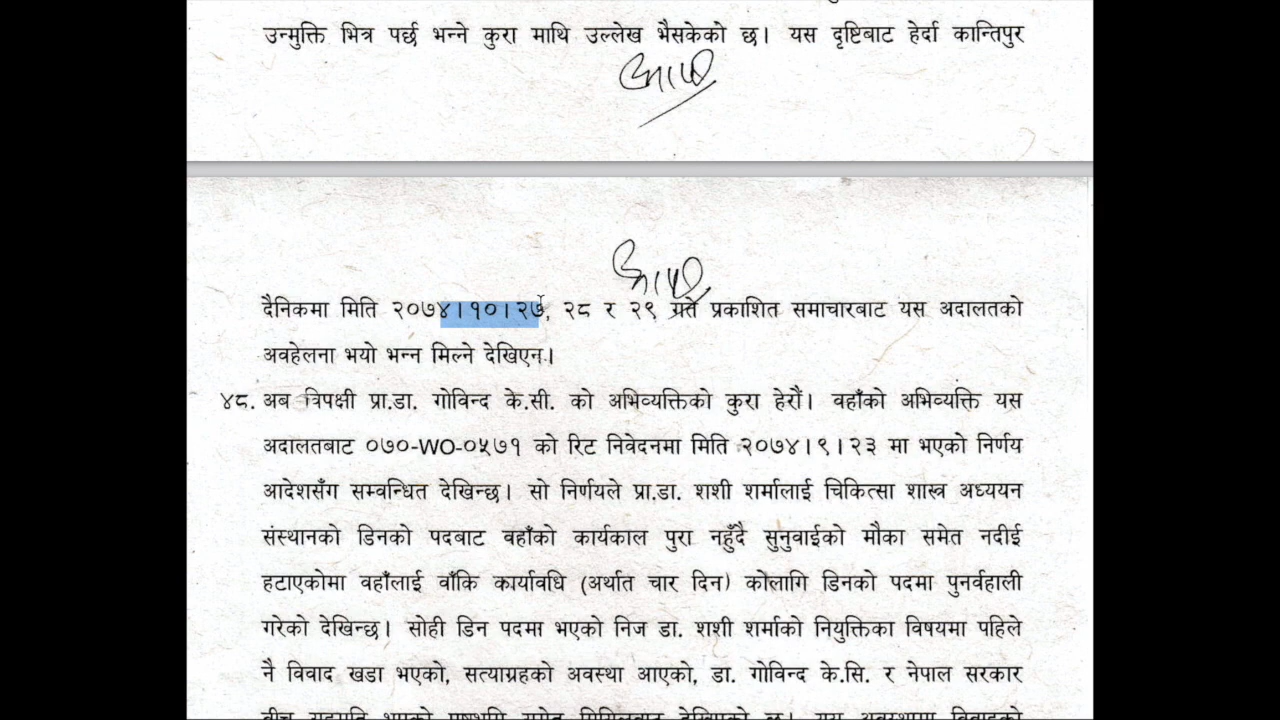 उन्मुक्ति भित्र पर्छ भन्ने कुरा माथि उल्लेख भैसकेको छ। यस दृष्टिबाट हेर्दा कान्तिपुर
दैनिकमा मिति २०७४।१०।२७, २८ र २९ गते प्रकाशित समाचारबाट यस अदालतको
अवहेलना भयो भन्न मिल्ने देखिएन।
४८. अब त्रिपक्षी प्रा.डा. गोविन्द के.सी. को अभिव्यक्तिको कुरा हेरौं। वहाँको अभिव्यक्ति यस
अदालतबाट ०७०-WO-०५७१ को रिट निवेदनमा मिति २०७४।९।२३ मा भएको निर्णय
आदेशसँग सम्वन्धित देखिन्छ। सो निर्णयले प्रा.डा. शशी शर्मालाई चिकित्सा शास्त्र अध्ययन
संस्थानको डिनको पदबाट वहाँको कार्यकाल पुरा नहुँदै सुनुवाईको मौका समेत नदीई
हटाएकोमा वहाँलाई वाँकि कार्यावधि (अर्थात चार दिन) कोलागि डिनको पदमा पुनर्वहाली
गरेको देखिन्छ। सोही डिन पदमा भएको निज डा. शशी शर्माको नियुक्तिका विषयमा पहिले
नै विवाद खडा भएको, सत्याग्रहको अवस्था आएको, डा. गोविन्द के.सि. र नेपाल सरकार